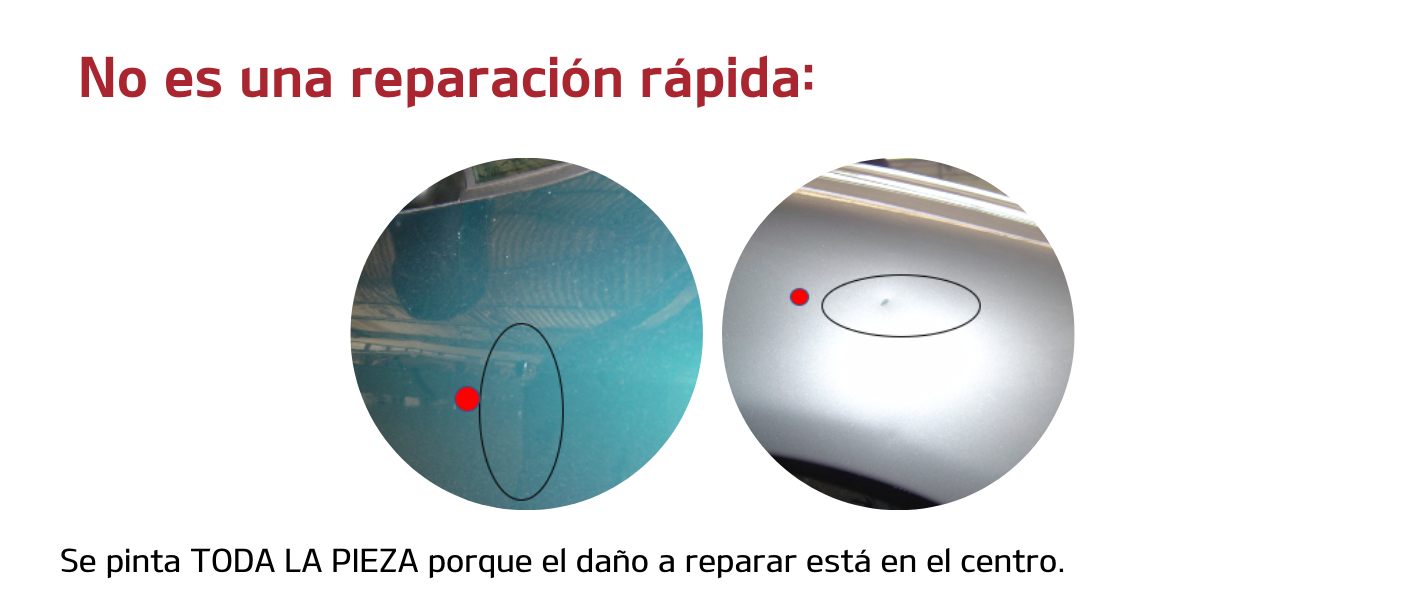 No es una reparación rápida:
Se pinta TODA LA PIEZA porque el daño a reparar está en el centro.